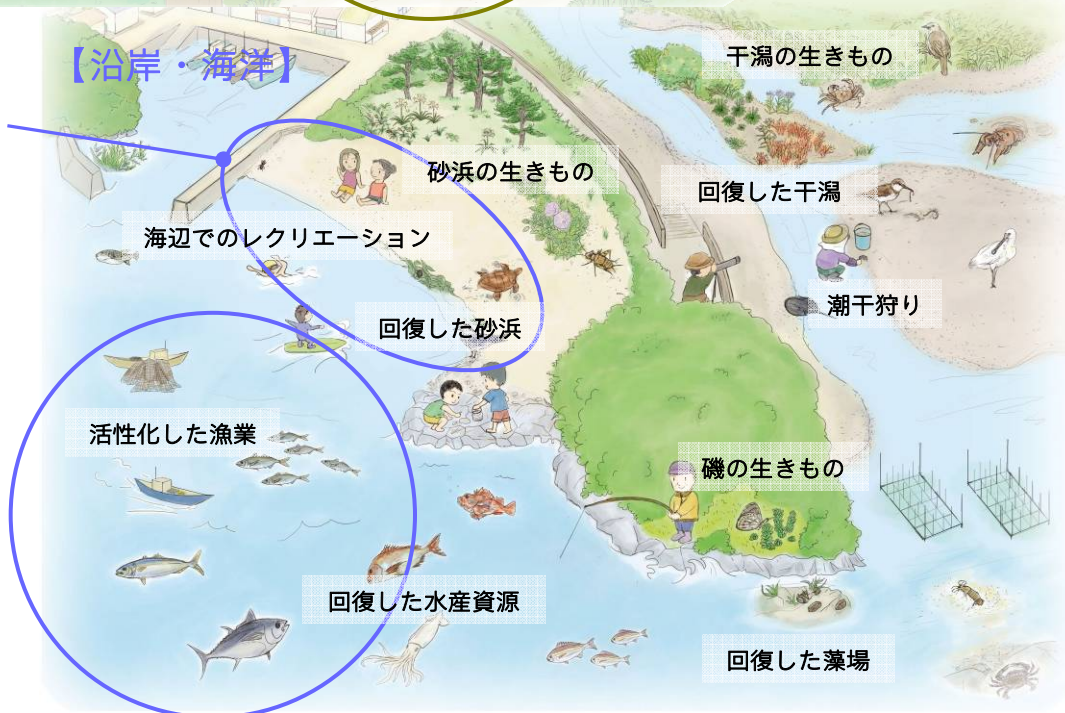 【沿岸・海洋】
干潟の生きもの
砂浜の生きもの
回復した干潟
海辺でのレクリエーション
潮干狩り
回復した砂浜
活性化した漁業
磯の生きもの
回復した水産資源
回復した藻場